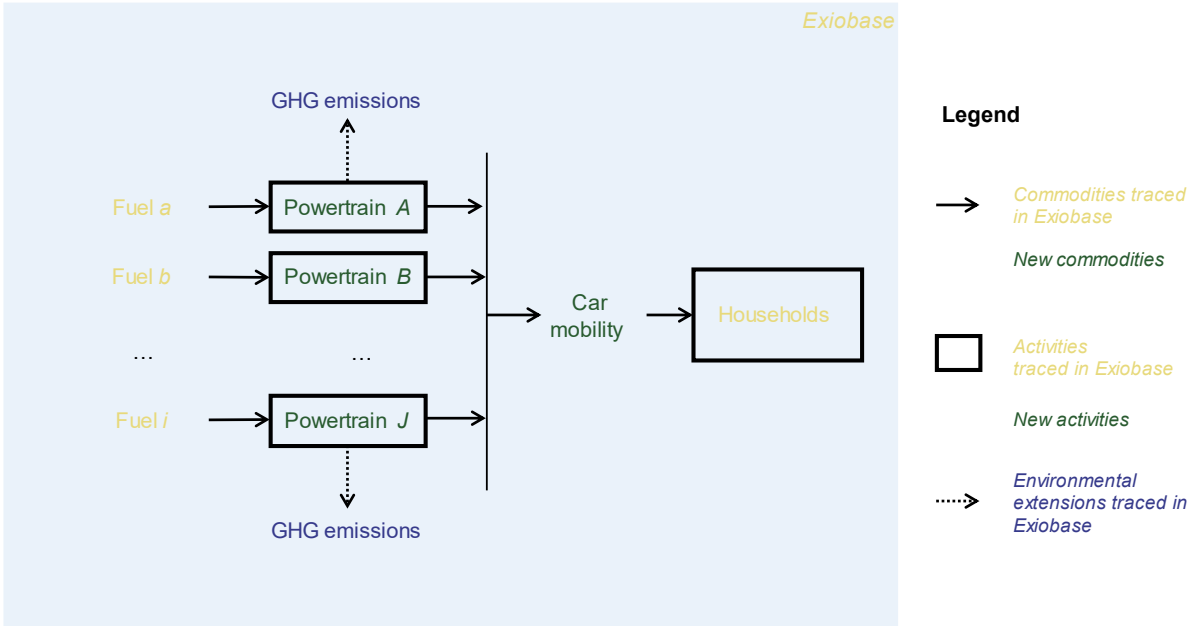 Exiobase
GHG emissions
Fuel a
Powertrain A
Fuel b
Powertrain B
Car
mobility
Households
...
...
Fuel i
Powertrain J
GHG emissions
Legend
Commodities traced
in Exiobase
New commodities
Activities
traced in Exiobase
New activities
Environmental
extensions traced in
Exiobase